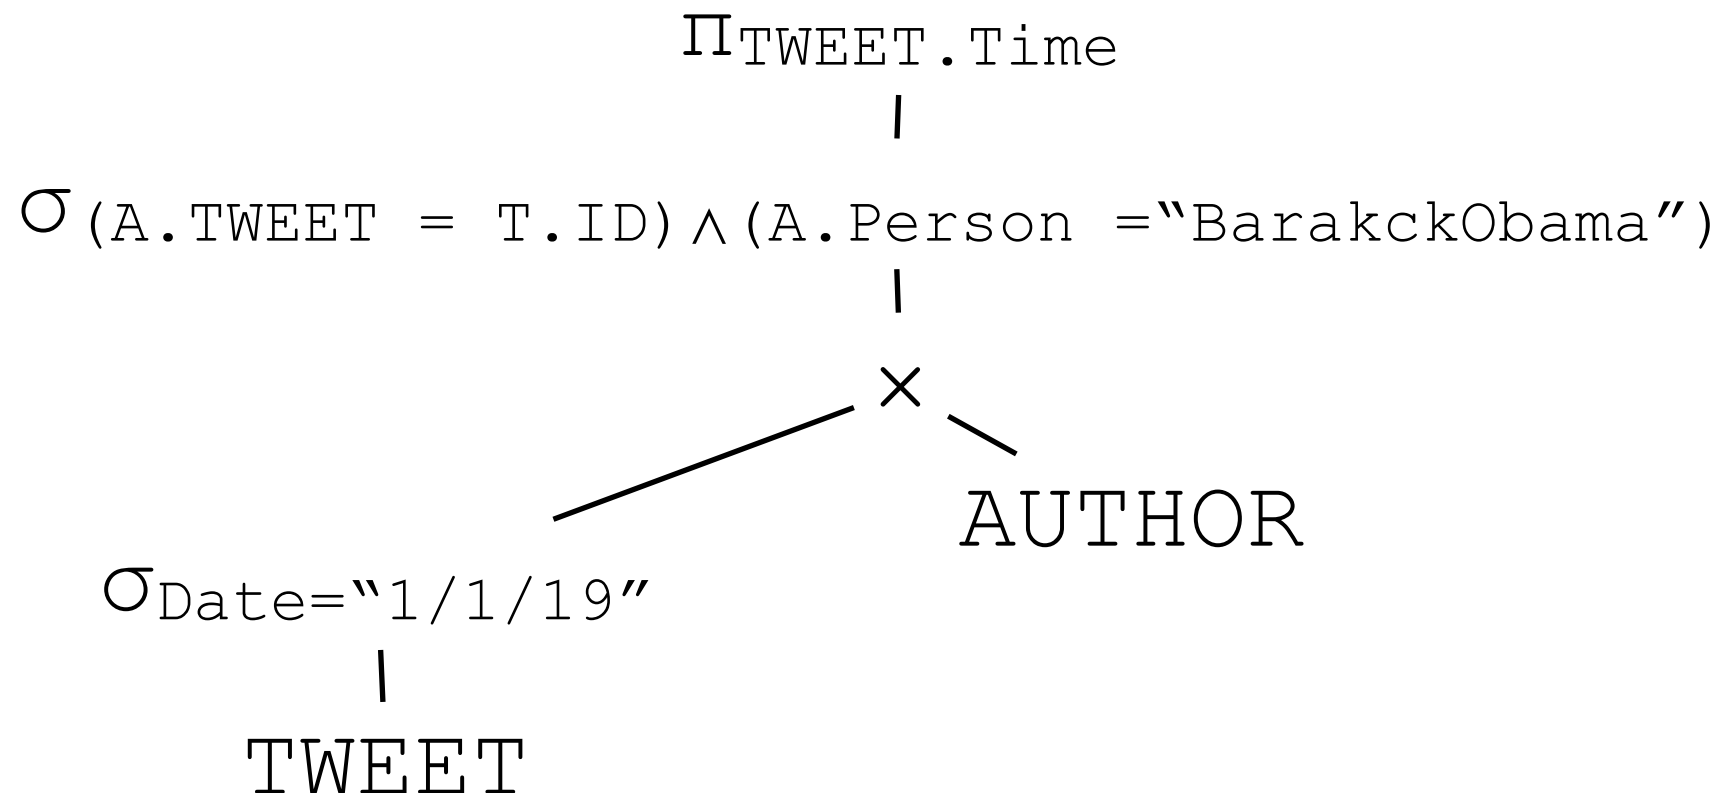 πTWEET.Time
σ(A.TWEET = T.ID)∧(A.Person =“BarakckObama”)
×
AUTHOR
σDate=“1/1/19”
TWEET